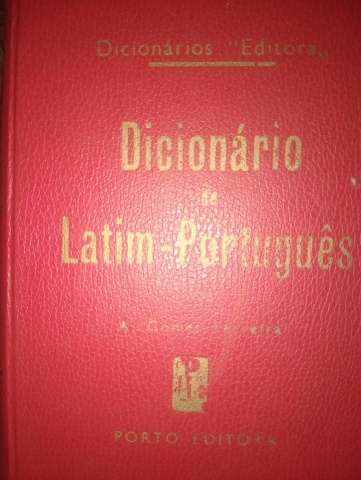 Dicionários "Editora„
Dicionário
de
Latim-Português
A. Gomes Ferreira
PORTO EDITORA